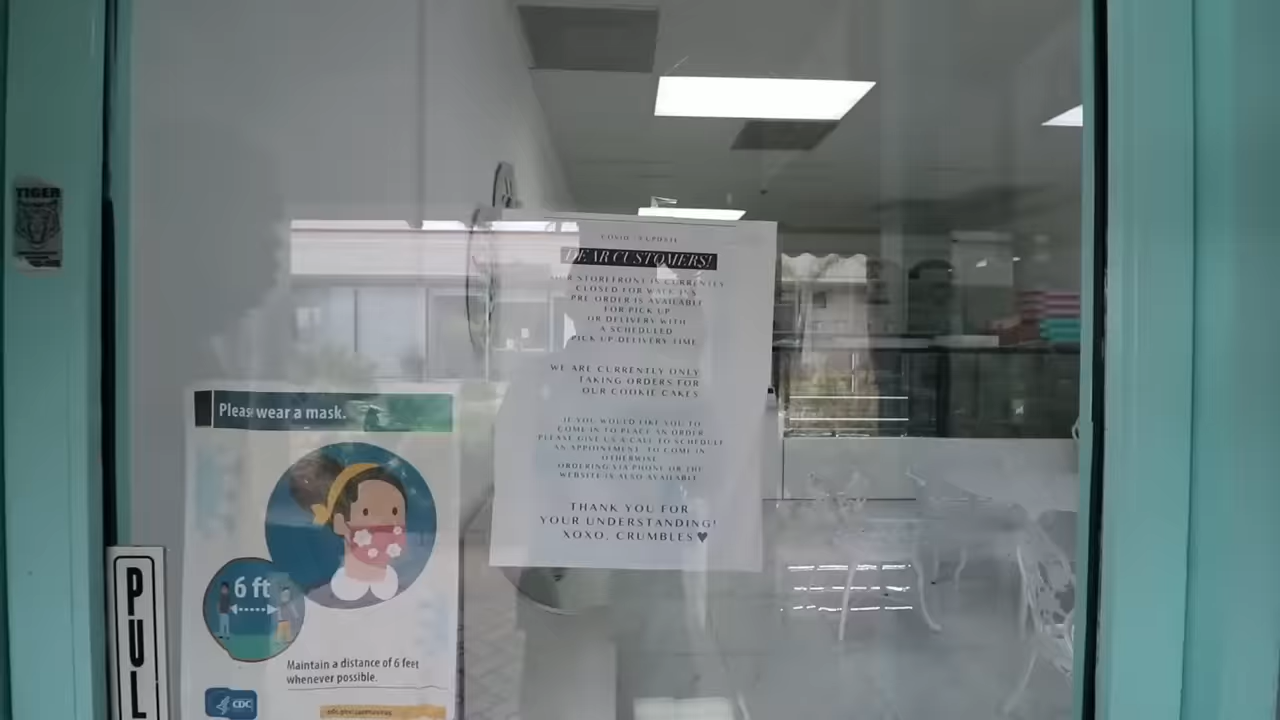 TIGER
COVID-19 UPDATE
DEAR CUSTOMERS!
OUR STOREFRONT IS CURRENTLY
CLOSED FOR WALK-INS
PRE ORDER IS AVAILABLE
FOR PICK UP
OR DELIVERY WITH
A SCHEDULED
PICK UP/DELIVERY TIME
WE ARE CURRENTLY ONLY
TAKING ORDERS FOR
OUR COOKIE CAKES
IF YOU WOULD LIKE YOU TO
COME IN TO PLACE AN ORDER
PLEASE GIVE US A CALL TO SCHEDULE
AN APPOINTMENT TO COME IN
OTHERWISE
ORDERING VIA PHONE OR THE
WEBSITE IS ALSO AVAILABLE
THANK YOU FOR
YOUR UNDERSTANDING!
XOXO, CRUMBLES♥
Please wear a mask.
6 ft
Maintain a distance of 6 feet
whenever possible.
CDC
cdc.gov/coronavirus
PUL